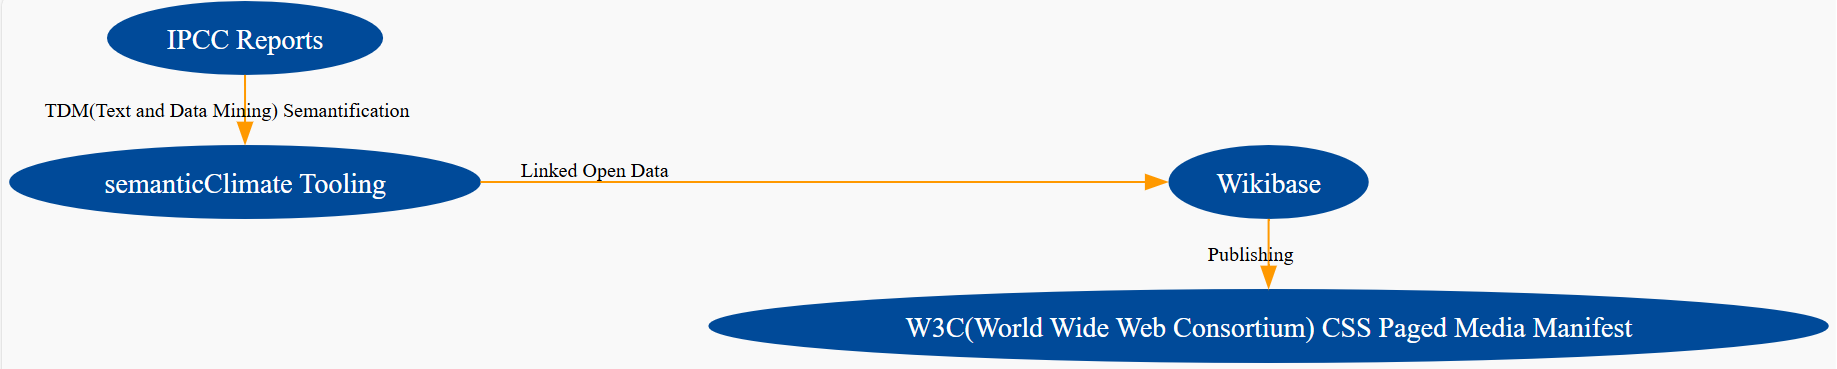 IPCC Reports
TDM(Text and Data Mining) Semantification
semanticClimate Tooling
Linked Open Data
Wikibase
Publishing
W3C(World Wide Web Consortium) CSS Paged Media Manifest